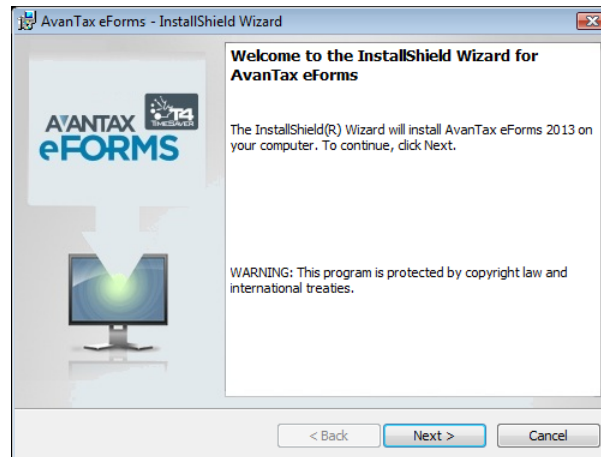 AvanTax eForms - InstallShield Wizard
Welcome to the InstallShield Wizard for
AvanTax eForms
T4
TIMESAVER
AVANTAX
eFORMS
The InstallShield(R) Wizard will install AvanTax eForms 2013 on
your computer. To continue, click Next.
WARNING: This program is protected by copyright law and
international treaties.
< Back
Next >
Cancel